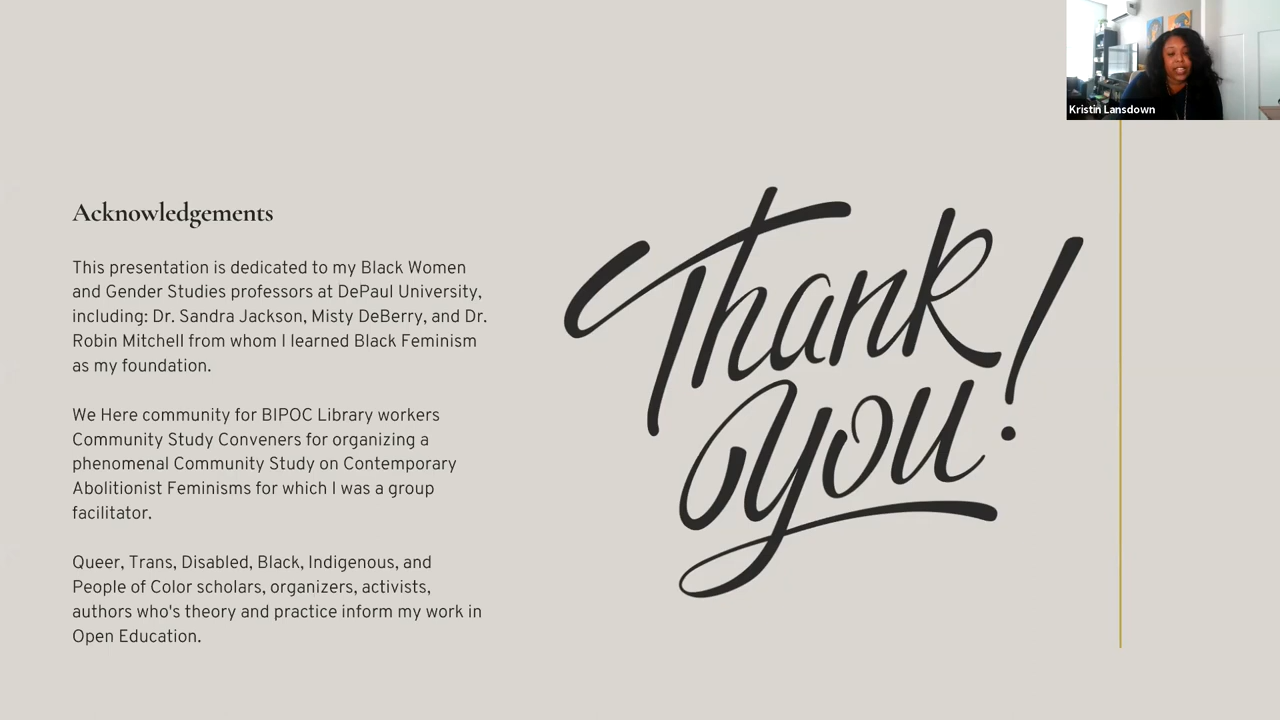 Kristin Lansdown
Acknowledgements
This presentation is dedicated to my Black Women
and Gender Studies professors at DePaul University,
including: Dr. Sandra Jackson, Misty DeBerry, and Dr.
Robin Mitchell from whom I learned Black Feminism
as my foundation.
We Here community for BIPOC Library workers
Community Study Conveners for organizing a
phenomenal Community Study on Contemporary
Abolitionist Feminisms for which I was a group
facilitator.
Queer, Trans, Disabled, Black, Indigenous, and
People of Color scholars, organizers, activists,
authors who's theory and practice inform my work in
Open Education.
Thank
you!